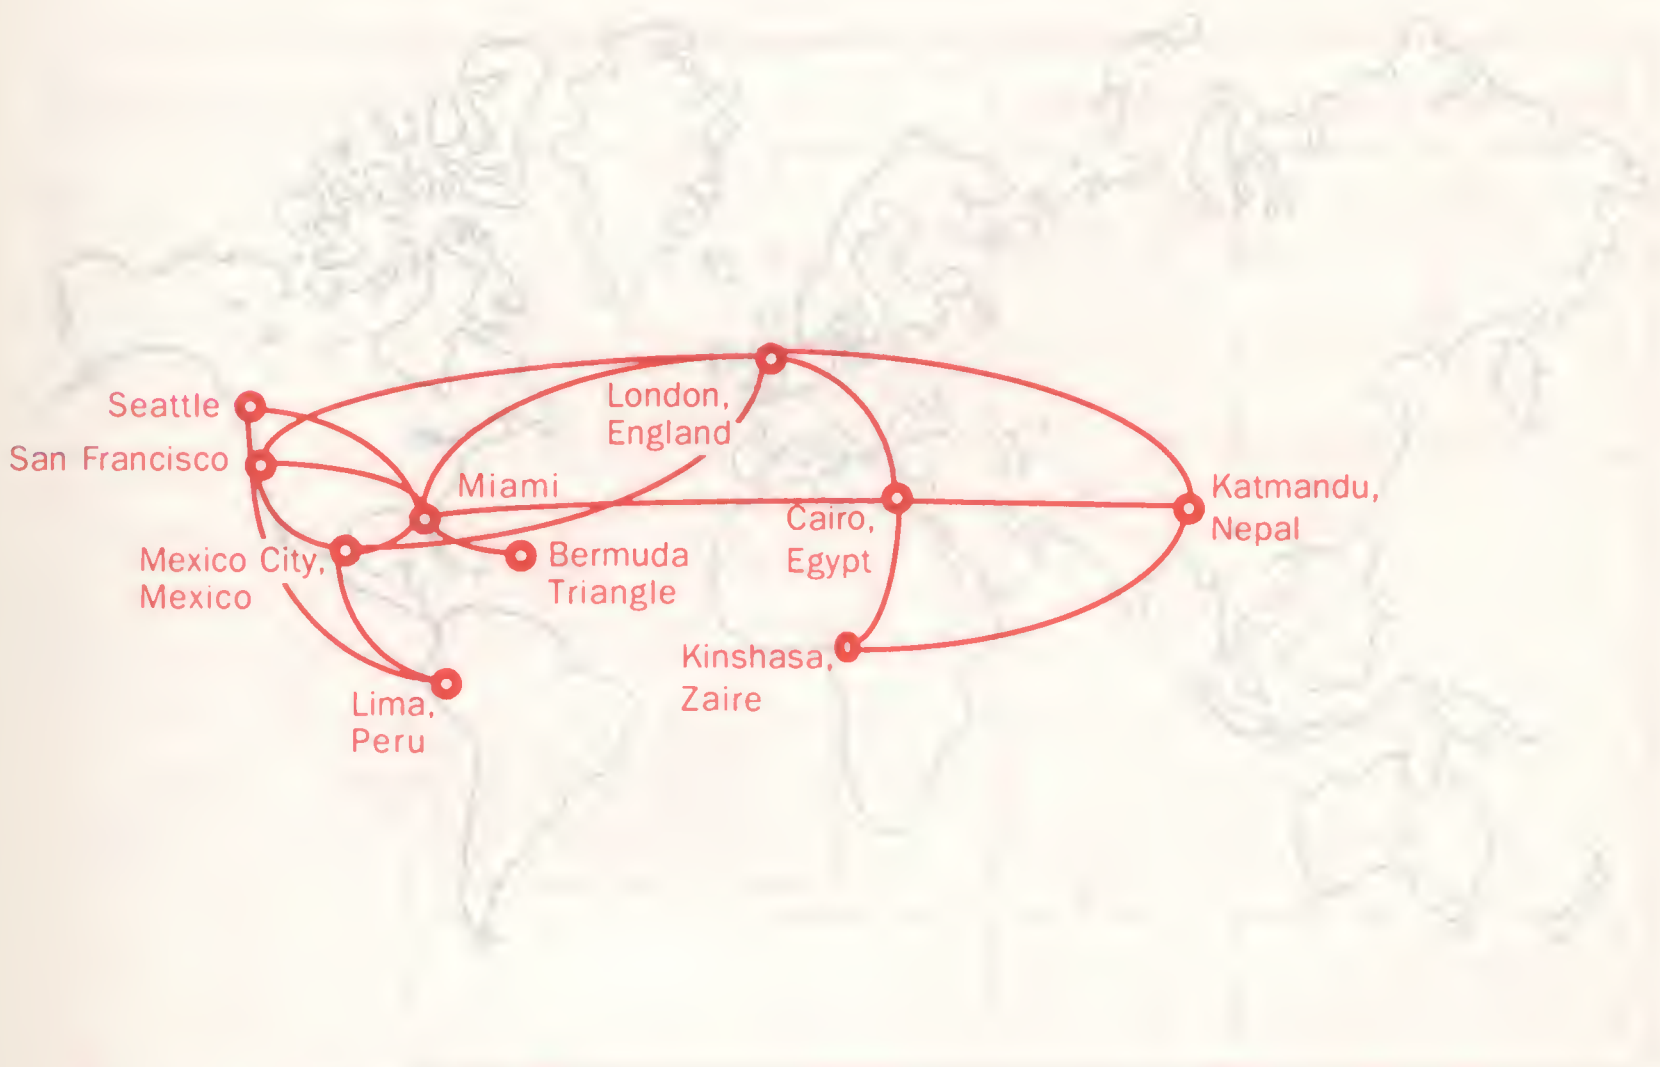 Seattle
San Francisco
London,
England
Miami
Katmandu,
Nepal
Cairo,
Egypt
Mexico City,
Mexico
Bermuda
Triangle
Kinshasa,
Zaire
Lima,
Peru